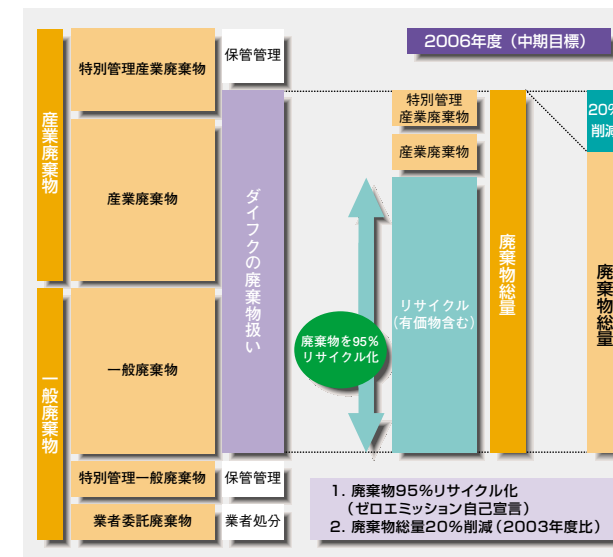 産業廃棄物
一般廃棄物
特別管理産業廃棄物
産業廃棄物
一般廃棄物
特別管理一般廃棄物
業者委託廃棄物
保管管理
ダイフクの廃棄物扱い
保管管理
業者処分
2006年度（中期目標）
特別管理
産業廃棄物
産業廃棄物
リサイクル
(有価物含む)
廃棄物を95%
リサイクル化
廃棄物総量
20%
削減
廃棄物総量
1. 廃棄物95%リサイクル化
（ゼロエミッション自己宣言）
2. 廃棄物総量20%削減（2003年度比）